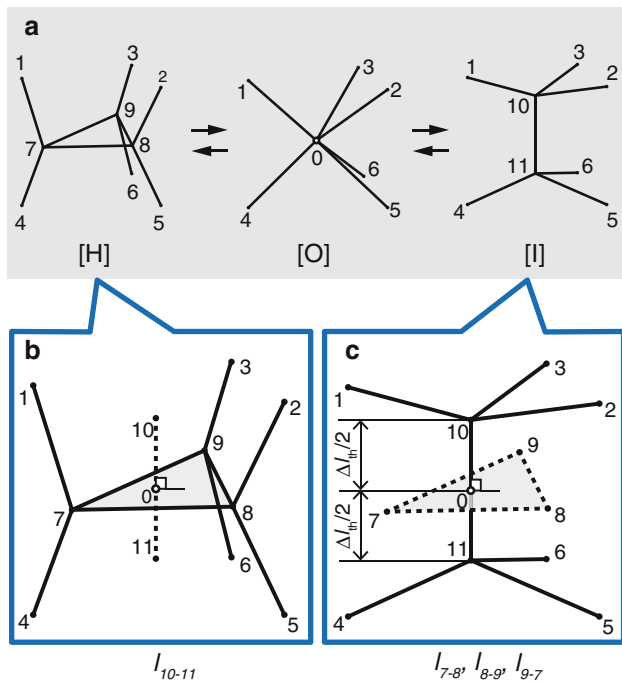 a
1 3 2 9 7 8 4 6 5
[H]
1 3 2 0 6 4 5
[O]
1 3 2 10 11 6 4 5
[I]
b
1 3 2 10 9 0 7 8 11 6 4 5
l10-11
c
1 3 2 10 9 0 7 8 11 6 4 5
Δlth/2
Δlth/2
l7-8, l8-9, l9-7